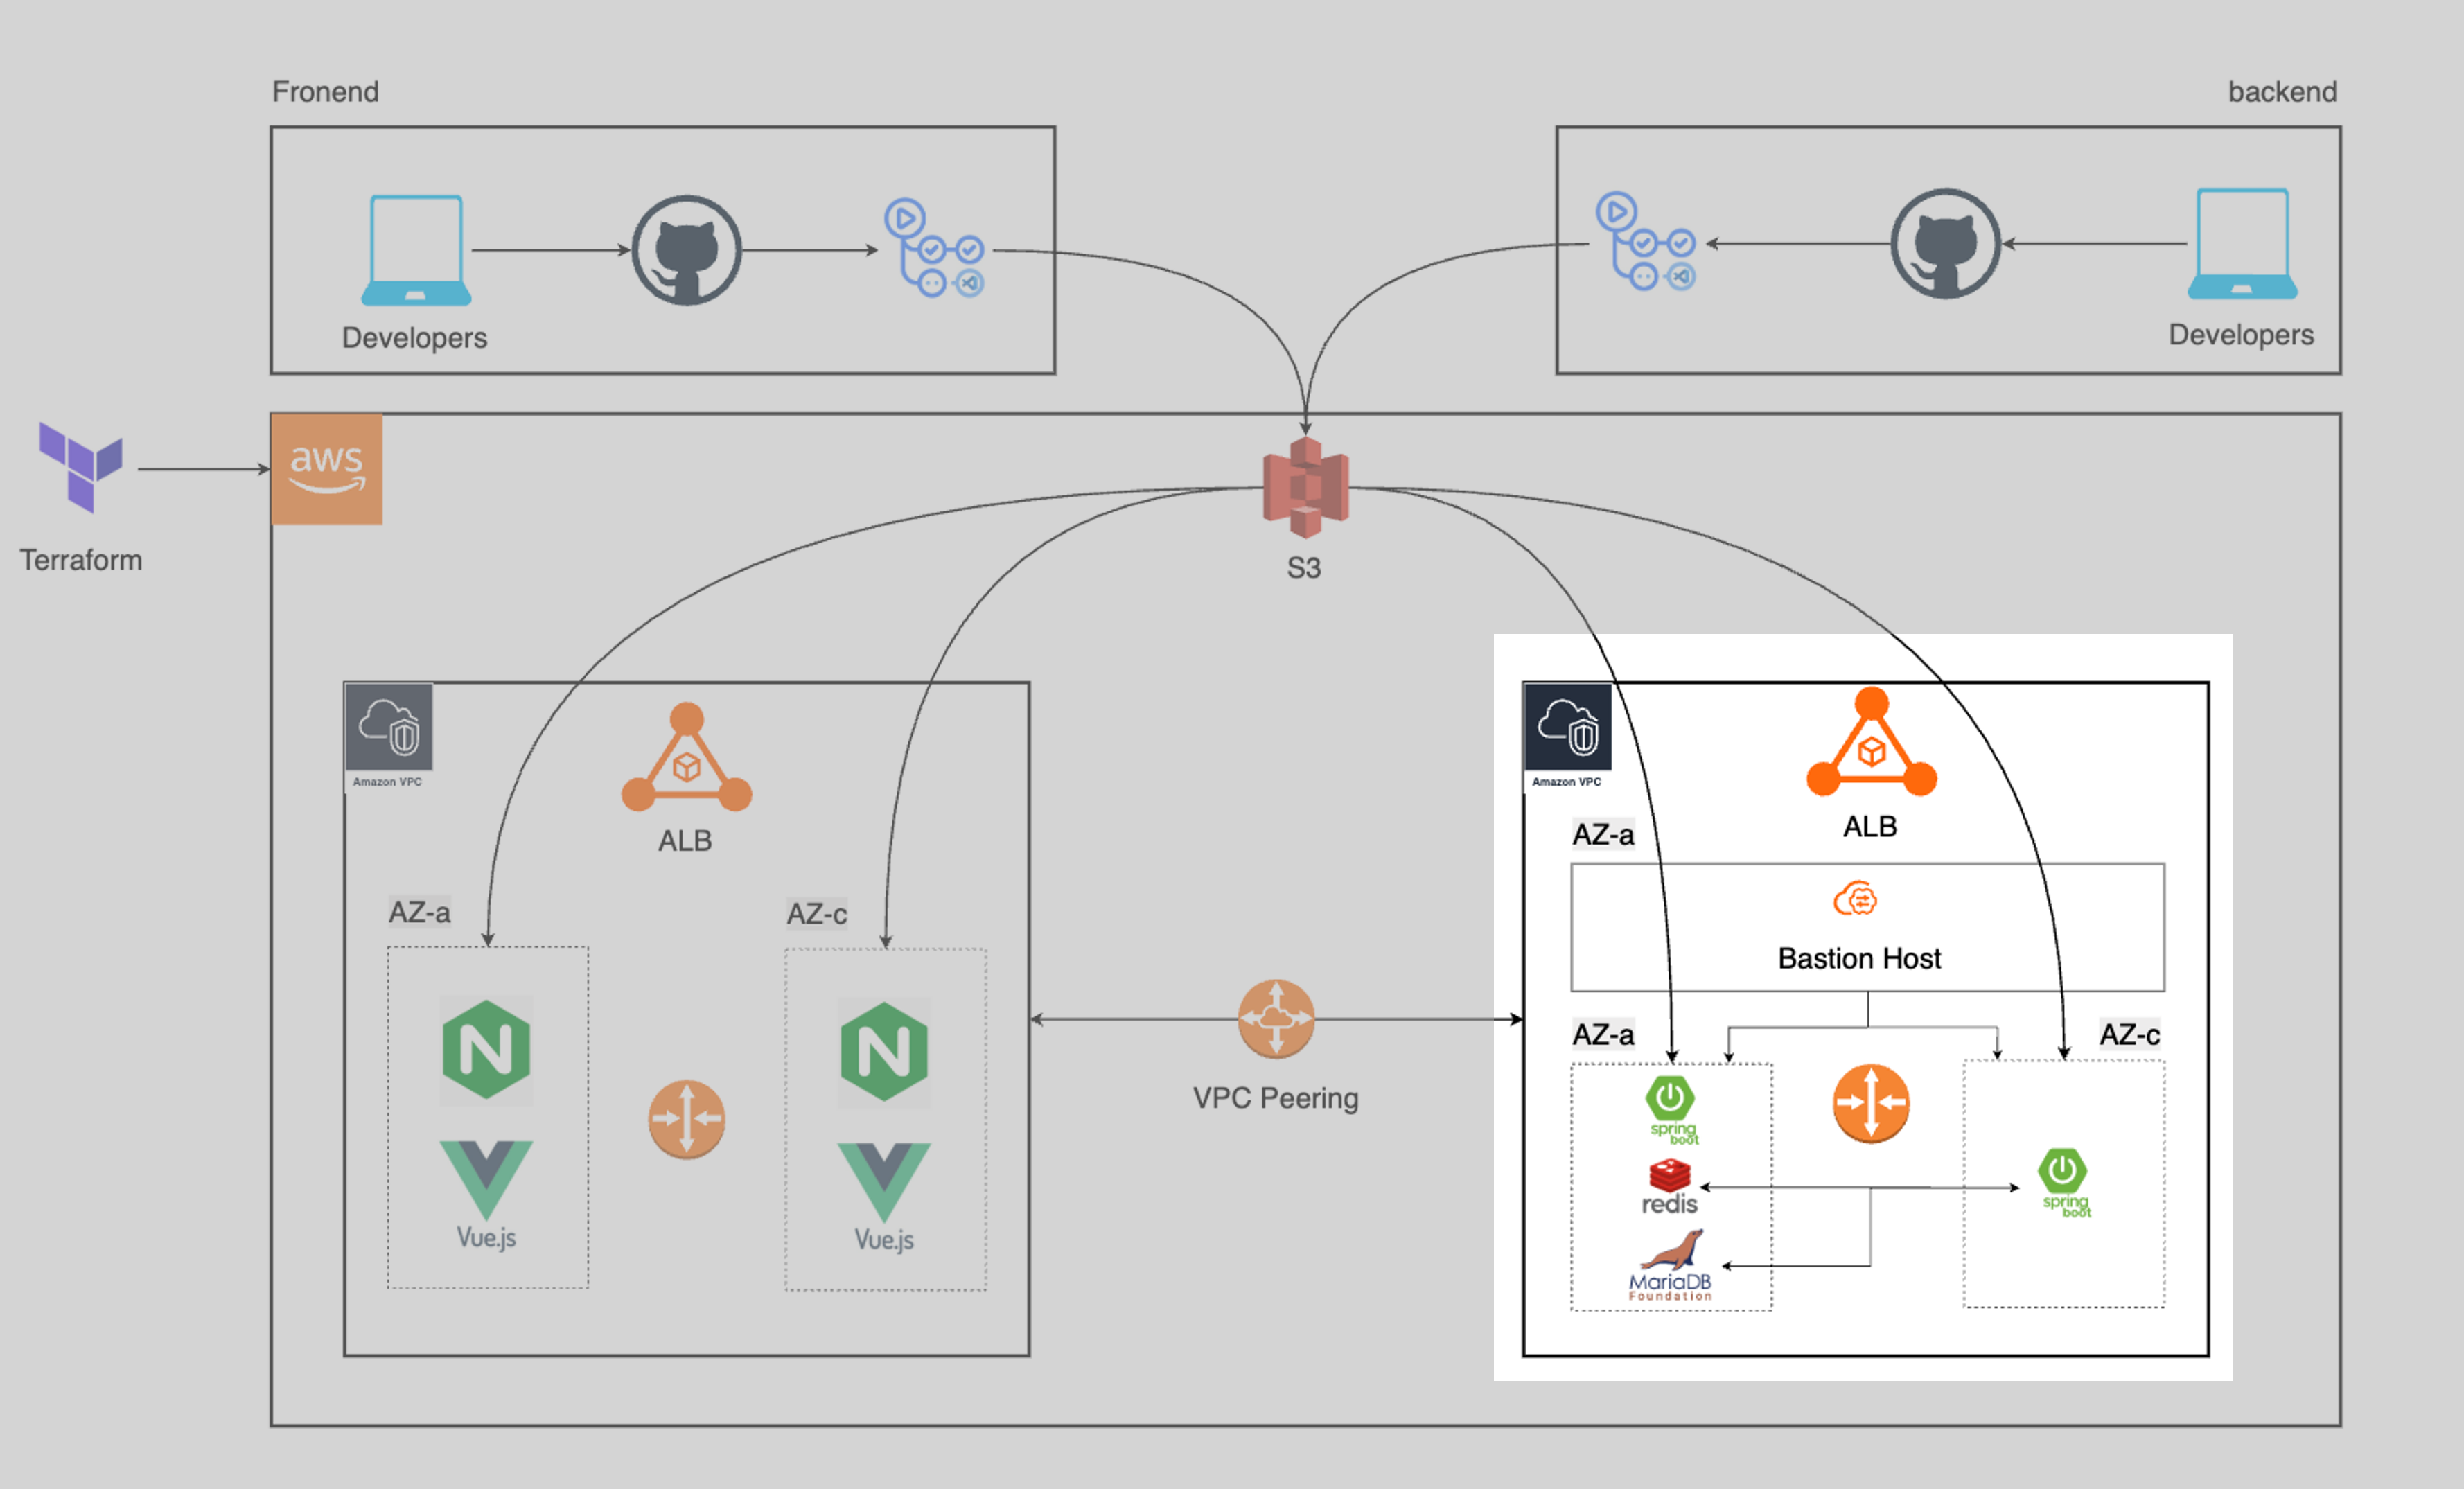 Fronend
backend
Developers
Developers
aws
Terraform
S3
Amazon VPC
ALB
AZ-a
AZ-c
Vue.js
Vue.js
VPC Peering
Amazon VPC
ALB
AZ-a
Bastion Host
AZ-a
AZ-c
spring
boot
redis
MariaDB
Foundation
spring
boot